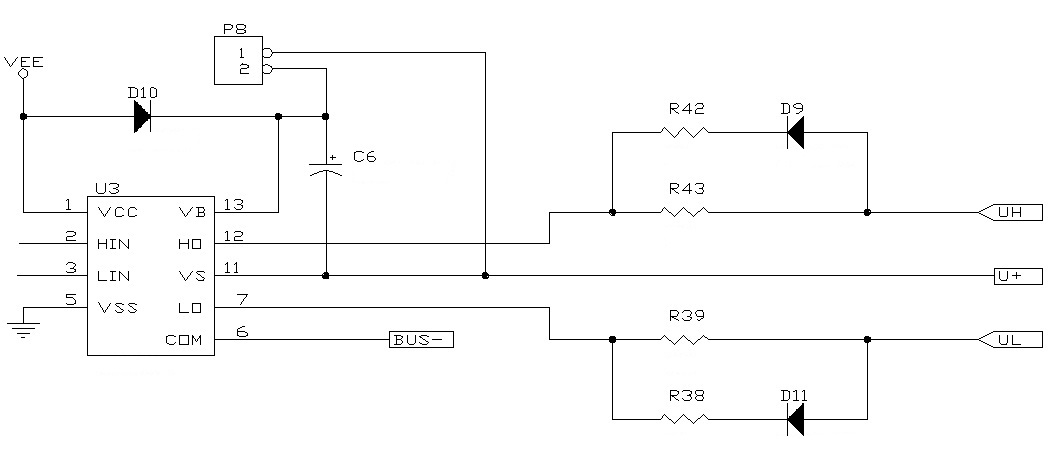 P8
1
2
VEE
D10
C6
R42
D9
U3
1
VCC
VB
13
R43
UH
2
HIN
HO
12
3
LIN
VS
11
U+
5
VSS
LO
7
R39
COM
6
BUS-
UL
R38
D11